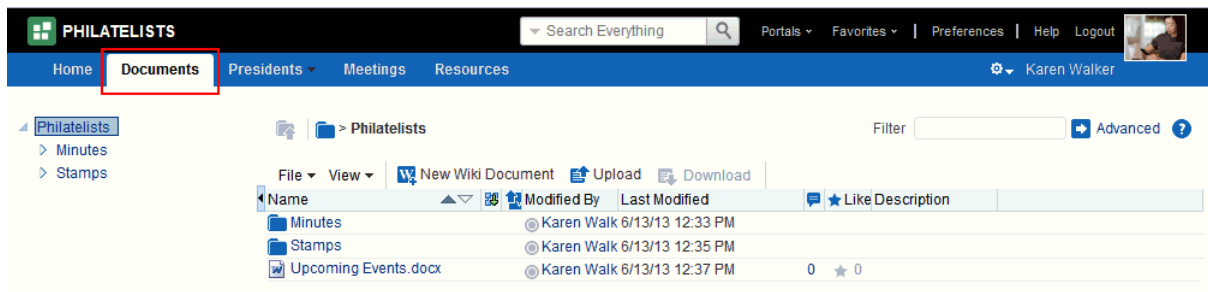 PHILATELISTS Search Everything Portals Favorites | Preferences | Help Logout
Home Documents Presidents Meetings Resources Karen Walker
Philatelists > Philatelists Filter Advanced ?
Minutes
Stamps
File View New Wiki Document Upload Download
Name Modified By Last Modified Like Description
Minutes Karen Walk 6/13/13 12:33 PM
Stamps Karen Walk 6/13/13 12:35 PM
Upcoming Events.docx Karen Walk 6/13/13 12:37 PM 0 0